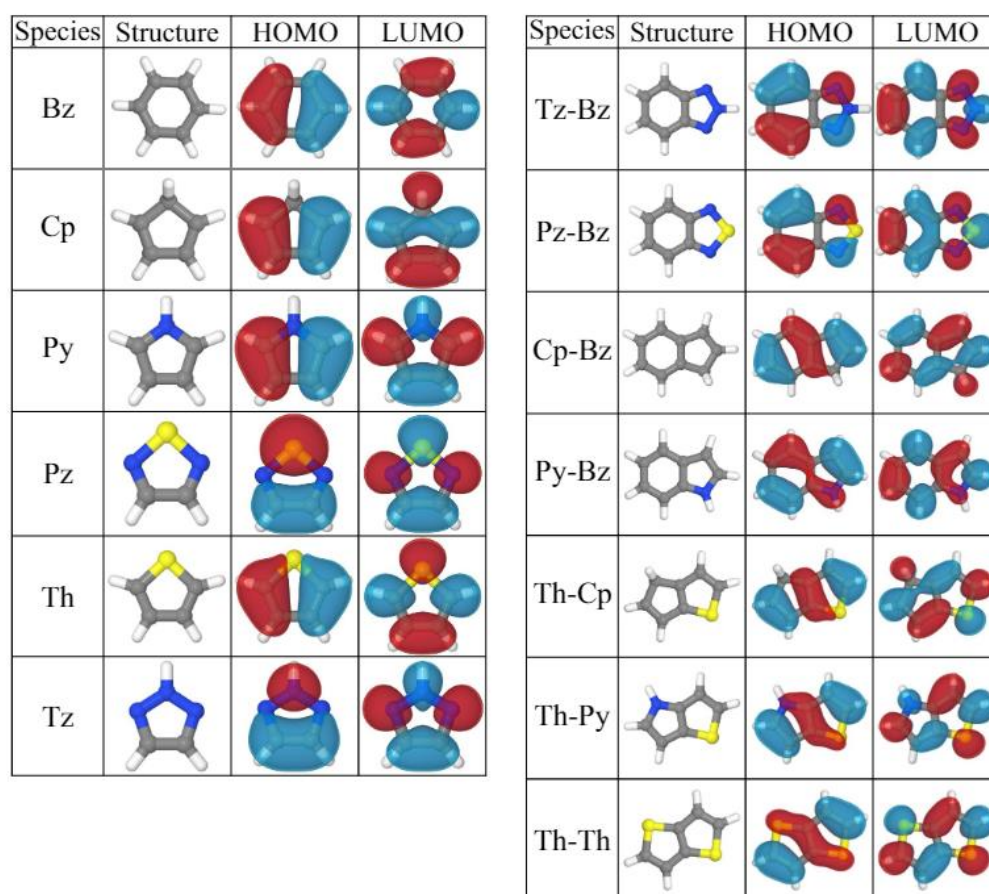 Species Structure HOMO LUMO
Bz
Cp
Py
Pz
Th
Tz
Species Structure HOMO LUMO
Tz-Bz
Pz-Bz
Cp-Bz
Py-Bz
Th-Cp
Th-Py
Th-Th